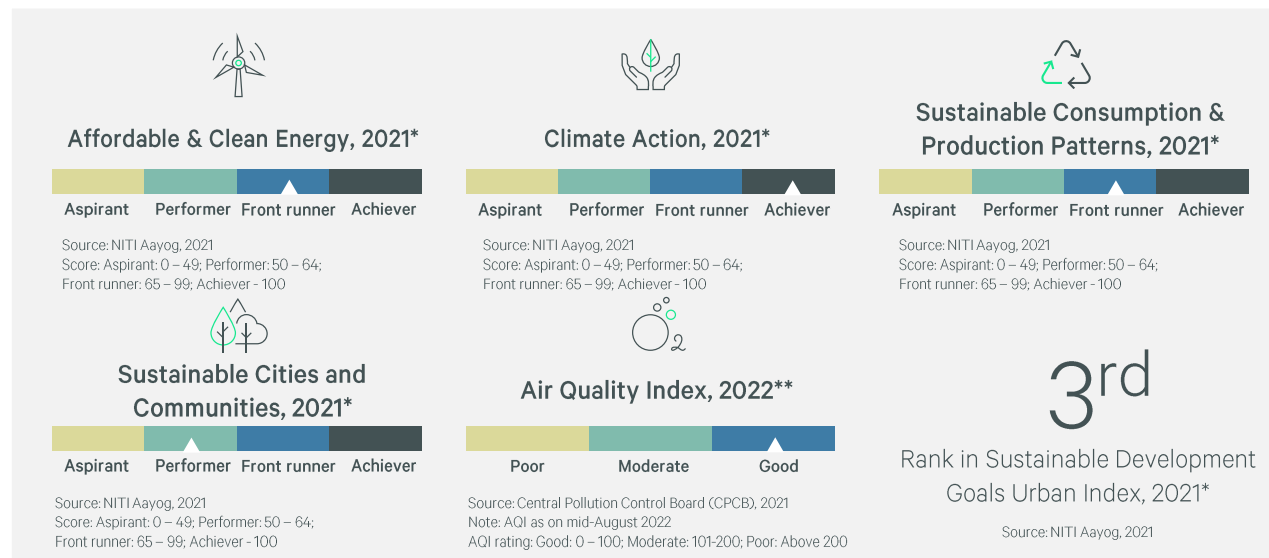 Affordable & Clean Energy, 2021*
Aspirant Performer Front runner Achiever
Source: NITI Aayog, 2021
Score: Aspirant: 0 – 49; Performer: 50 – 64;
Front runner: 65 – 99; Achiever - 100
Climate Action, 2021*
Aspirant Performer Front runner Achiever
Source: NITI Aayog, 2021
Score: Aspirant: 0 – 49; Performer: 50 – 64;
Front runner: 65 – 99; Achiever - 100
Sustainable Consumption &
Production Patterns, 2021*
Aspirant Performer Front runner Achiever
Source: NITI Aayog, 2021
Score: Aspirant: 0 – 49; Performer: 50 – 64;
Front runner: 65 – 99; Achiever - 100
Sustainable Cities and
Communities, 2021*
Aspirant Performer Front runner Achiever
Source: NITI Aayog, 2021
Score: Aspirant: 0 – 49; Performer: 50 – 64;
Front runner: 65 – 99; Achiever - 100
2
Air Quality Index, 2022**
Poor Moderate Good
Source: Central Pollution Control Board (CPCB), 2021
Note: AQI as on mid-August 2022
AQI rating: Good: 0 – 100; Moderate: 101-200; Poor: Above 200
3rd
Rank in Sustainable Development
Goals Urban Index, 2021*
Source: NITI Aayog, 2021